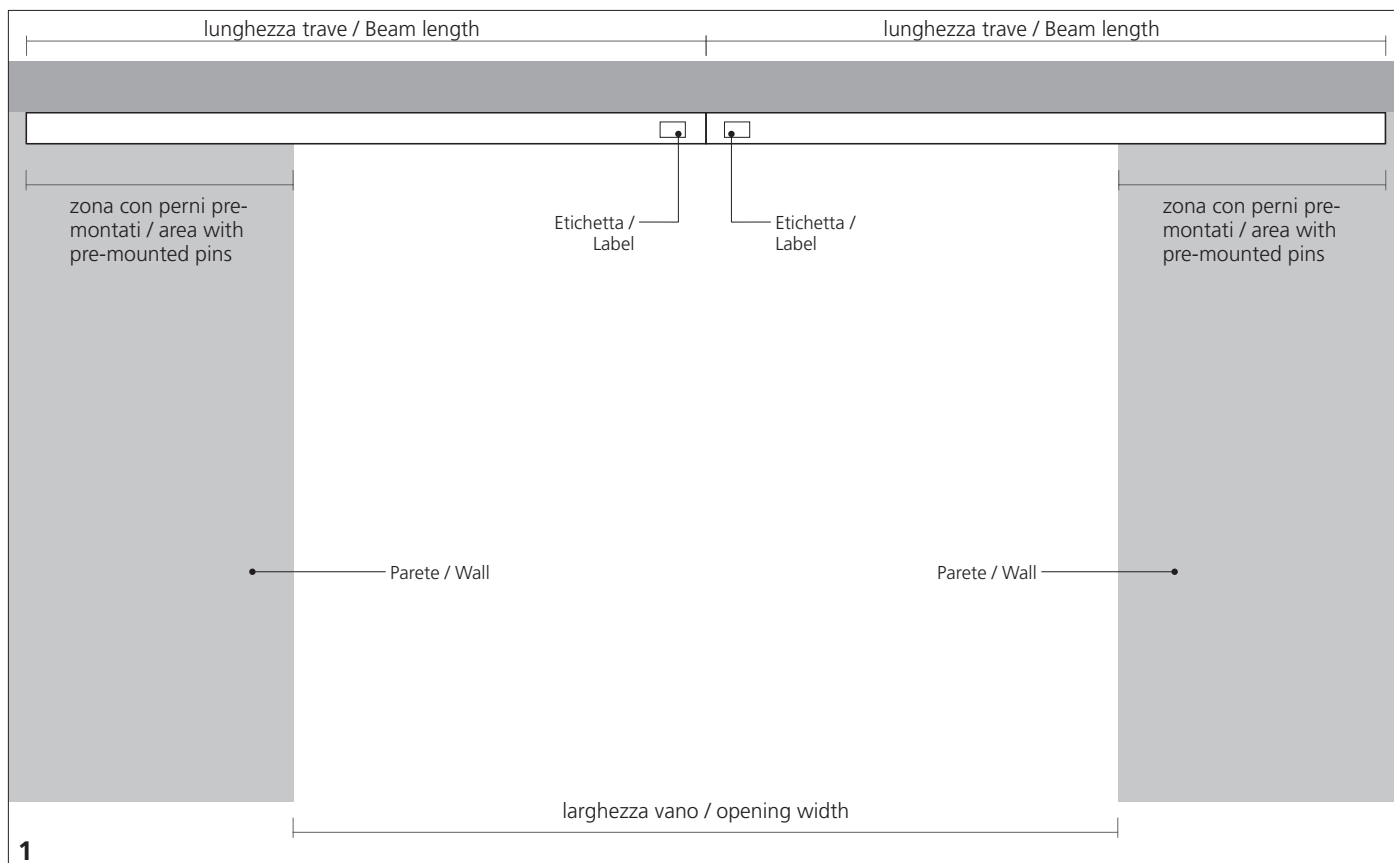 lunghezza trave / Beam length
lunghezza trave / Beam length
zona con perni pre-
montati / area with
pre-mounted pins
Etichetta /
Label
Etichetta /
Label
zona con perni pre-
montati / area with
pre-mounted pins
Parete / Wall
Parete / Wall
larghezza vano / opening width
1